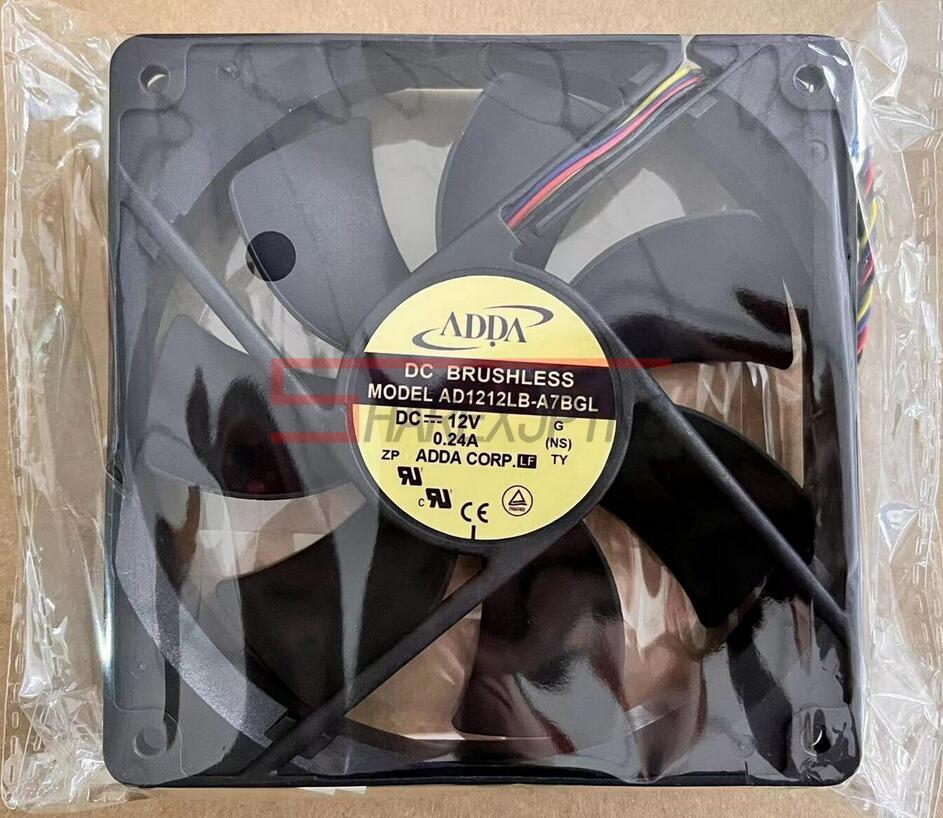 ADDA
DC BRUSHLESS
MODEL AD1212LB-A7BGL
DC 12V
G
0.24A
(NS)
ZP ADDA CORP. LF TY
c
CE